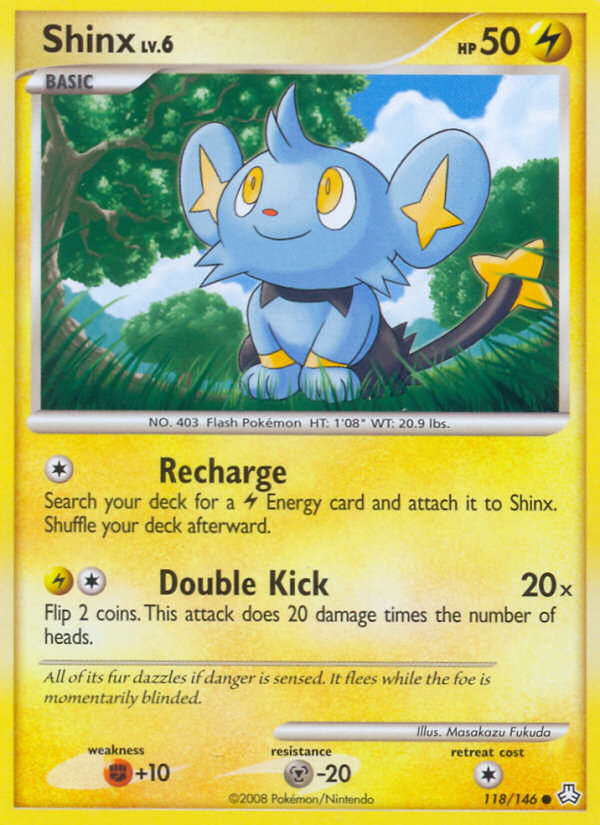 Shinx LV.6
HP 50
BASIC
NO. 403 Flash Pokémon HT: 1'08" WT: 20.9 lbs.
Recharge
Search your deck for a Energy card and attach it to Shinx.
Shuffle your deck afterward.
Double Kick 20x
Flip 2 coins. This attack does 20 damage times the number of
heads.
All of its fur dazzles if danger is sensed. It flees while the foe is
momentarily blinded.
Illus. Masakazu Fukuda
weakness resistance retreat cost
+10 -20
©2008 Pokémon/Nintendo 118/146